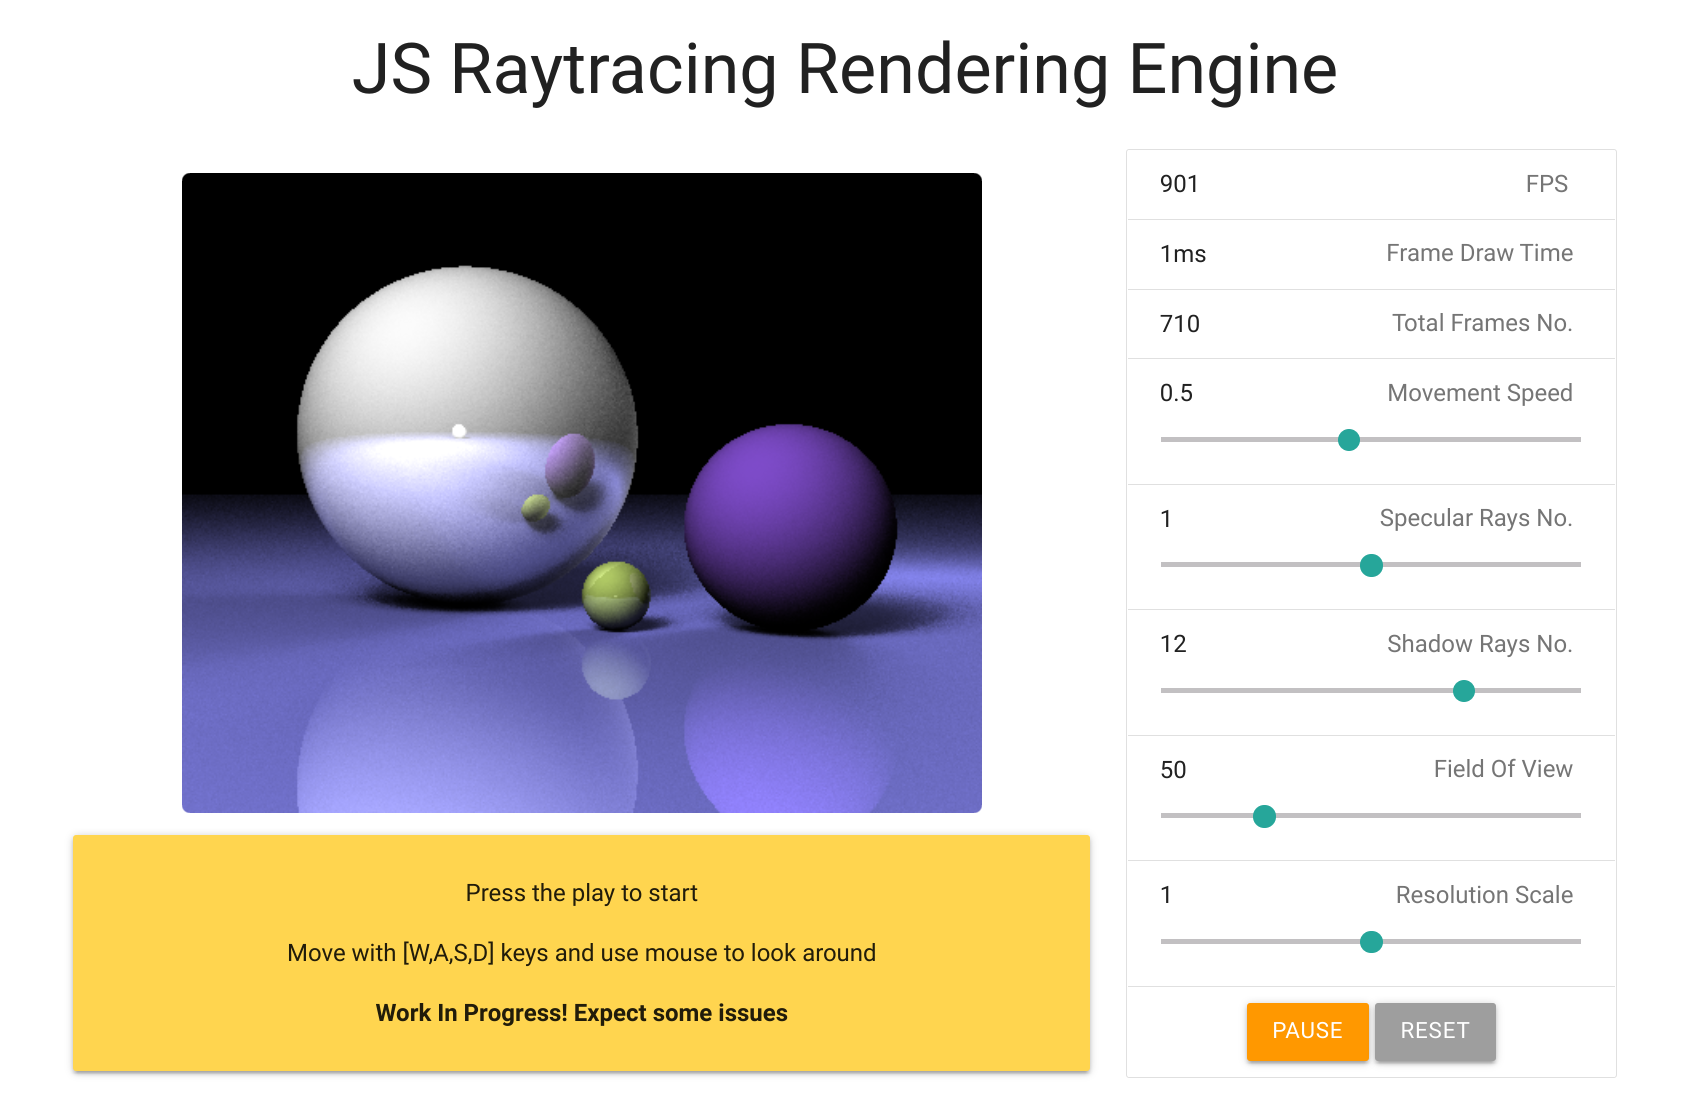 JS Raytracing Rendering Engine
901 FPS
1ms Frame Draw Time
710 Total Frames No.
0.5 Movement Speed
1 Specular Rays No.
12 Shadow Rays No.
50 Field Of View
1 Resolution Scale
PAUSE RESET
Press the play to start
Move with [W,A,S,D] keys and use mouse to look around
Work In Progress! Expect some issues